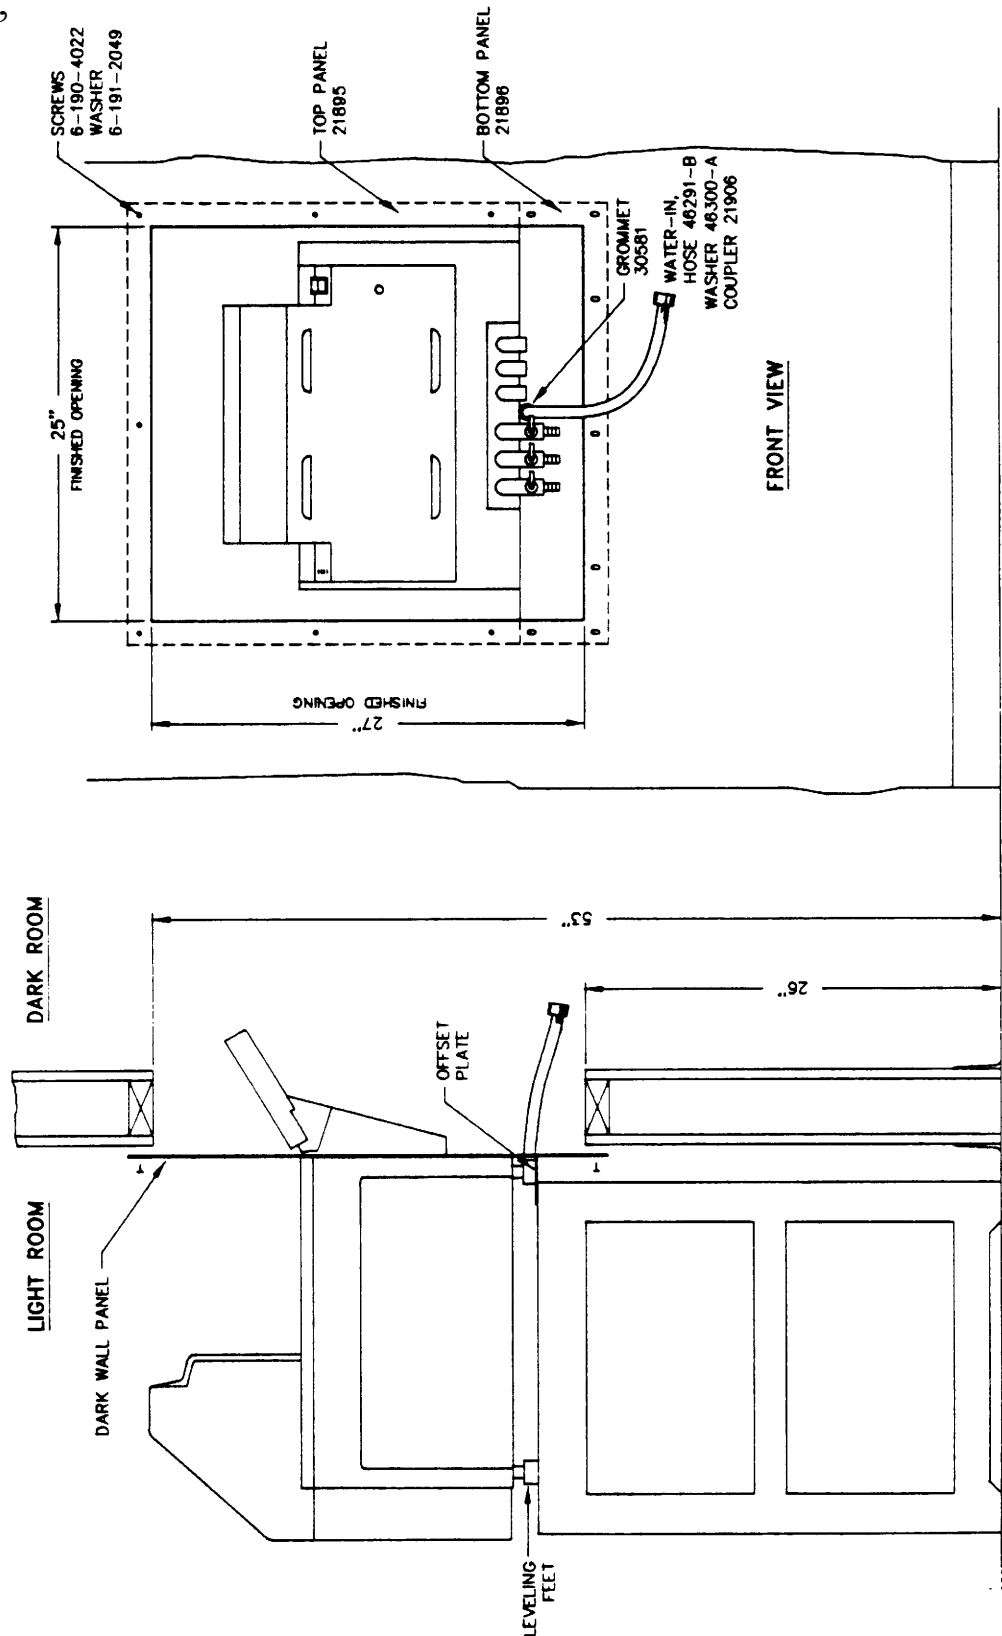 SCREWS
6-190-4022
WASHER
6-191-2049
TOP PANEL
21895
BOTTOM PANEL
21896
25"
FINISHED OPENING
GROMMET
30581
WATER-IN,
HOSE 46291-B
WASHER 46300-A
COUPLER 21906
FRONT VIEW
27"
FINISHED OPENING
DARK ROOM
53"
26"
OFFSET
PLATE
LIGHT ROOM
DARK WALL PANEL
LEVELING
FEET